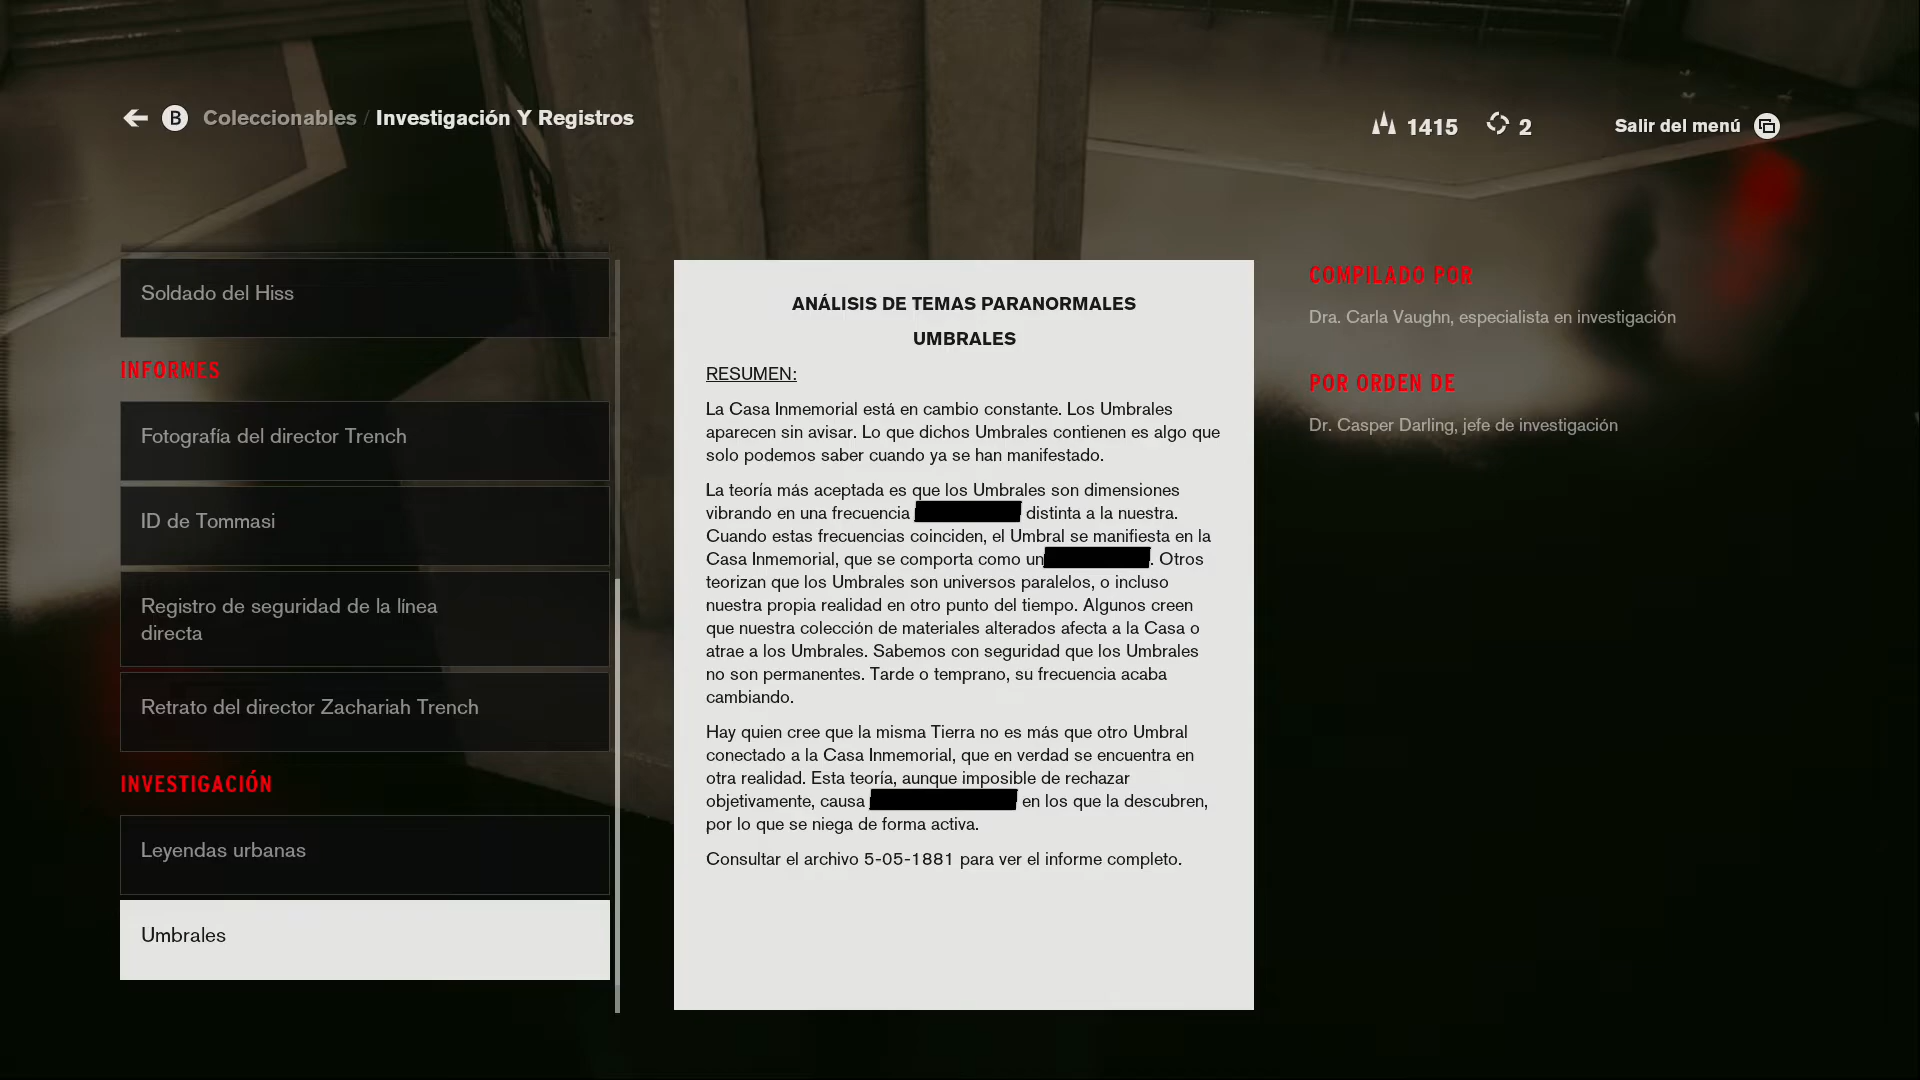 B Coleccionables / Investigación Y Registros
1415 2 Salir del menú
Soldado del Hiss
INFORMES
Fotografía del director Trench
ID de Tommasi
Registro de seguridad de la línea
directa
Retrato del director Zachariah Trench
INVESTIGACIÓN
Leyendas urbanas
Umbrales
ANÁLISIS DE TEMAS PARANORMALES
UMBRALES
RESUMEN:
La Casa Inmemorial está en cambio constante. Los Umbrales
aparecen sin avisar. Lo que dichos Umbrales contienen es algo que
solo podemos saber cuando ya se han manifestado.
La teoría más aceptada es que los Umbrales son dimensiones
vibrando en una frecuencia distinta a la nuestra.
Cuando estas frecuencias coinciden, el Umbral se manifiesta en la
Casa Inmemorial, que se comporta como un . Otros
teorizan que los Umbrales son universos paralelos, o incluso
nuestra propia realidad en otro punto del tiempo. Algunos creen
que nuestra colección de materiales alterados afecta a la Casa o
atrae a los Umbrales. Sabemos con seguridad que los Umbrales
no son permanentes. Tarde o temprano, su frecuencia acaba
cambiando.
Hay quien cree que la misma Tierra no es más que otro Umbral
conectado a la Casa Inmemorial, que en verdad se encuentra en
otra realidad. Esta teoría, aunque imposible de rechazar
objetivamente, causa en los que la descubren,
por lo que se niega de forma activa.
Consultar el archivo 5-05-1881 para ver el informe completo.
COMPILADO POR
Dra. Carla Vaughn, especialista en investigación
POR ORDEN DE
Dr. Casper Darling, jefe de investigación